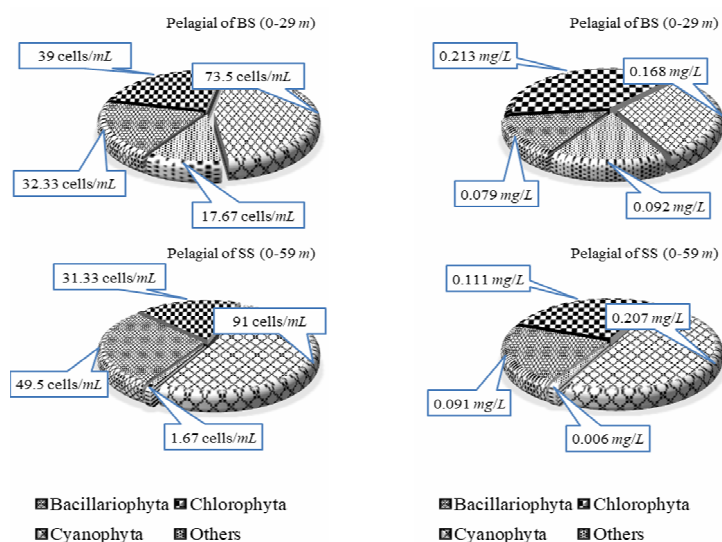 Pelagial of BS (0-29 m)
39 cells/mL
73.5 cells/mL
32.33 cells/mL
17.67 cells/mL
Pelagial of BS (0-29 m)
0.213 mg/L
0.168 mg/L
0.079 mg/L
0.092 mg/L
Pelagial of SS (0-59 m)
31.33 cells/mL
91 cells/mL
49.5 cells/mL
1.67 cells/mL
Pelagial of SS (0-59 m)
0.111 mg/L
0.207 mg/L
0.091 mg/L
0.006 mg/L
Bacillariophyta Chlorophyta
Cyanophyta Others
Bacillariophyta Chlorophyta
Cyanophyta Others